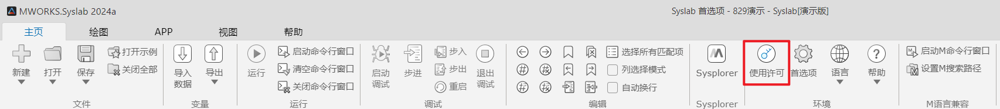 MWORKS.Syslab 2024a
Syslab 首选项 - 829演示 - Syslab[演示版]
主页 绘图 APP 视图 帮助
新建
打开
保存
打开示例
关闭全部
文件
导入
数据
导出
变量
运行
启动命令行窗口
清空命令行窗口
关闭命令行窗口
运行
启动
调试
步进
步入
步出
重启
退出
调试
调试
选择所有匹配项
列选择模式
自动换行
编辑
Sysplorer
Sysplorer
使用许可
首选项
语言
帮助
环境
启动M命令行窗口
设置M搜索路径
M语言兼容